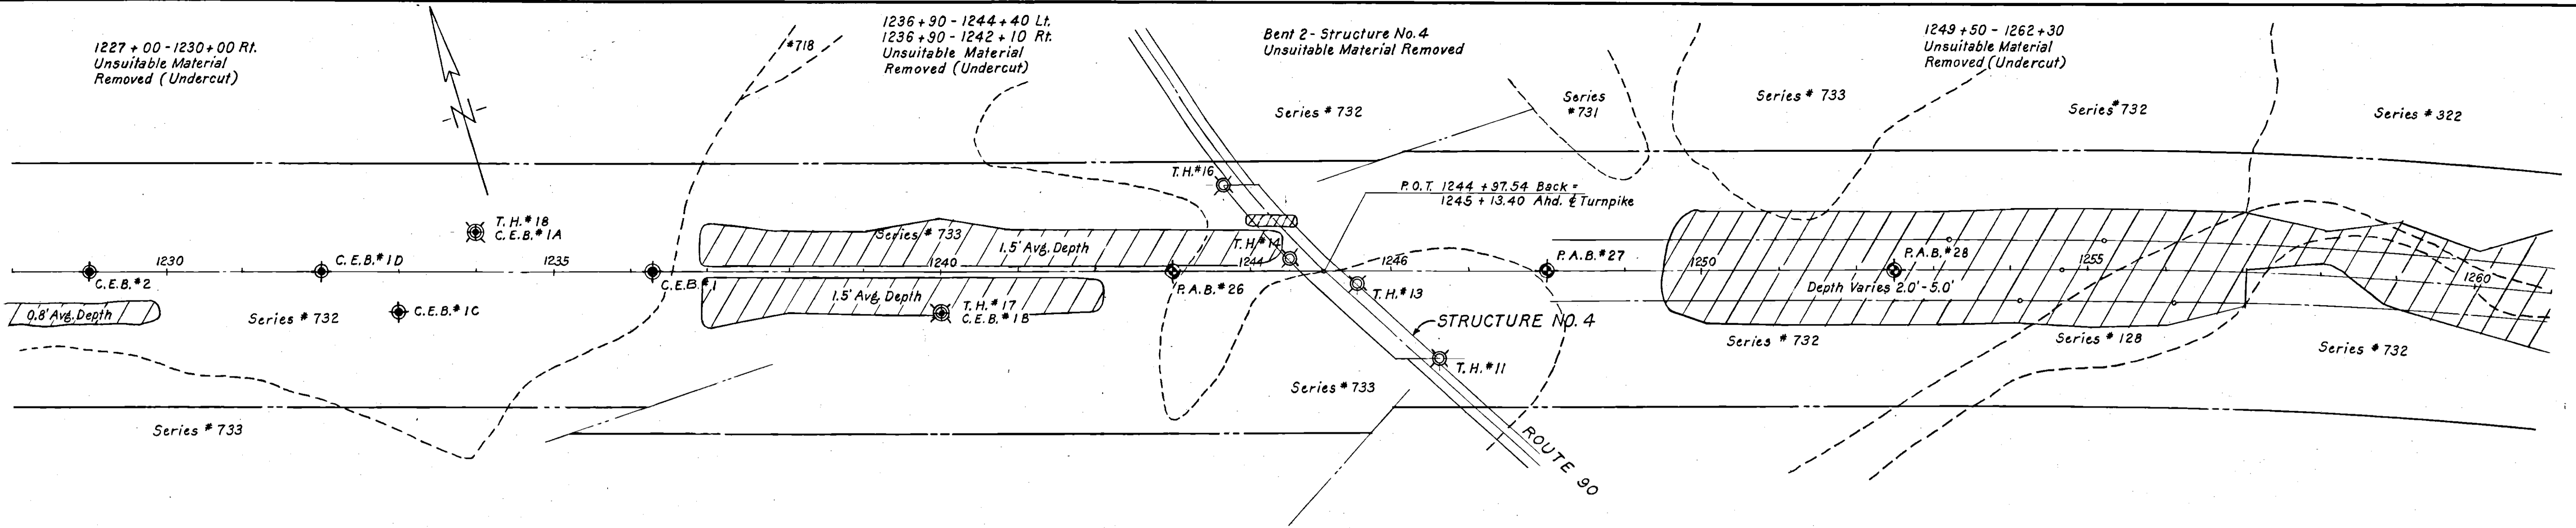 1227 + 00 - 1230 + 00 Rt.
Unsuitable Material
Removed (Undercut)
#718
1236 + 90 - 1244 + 40 Lt.
1236 + 90 - 1242 + 10 Rt.
Unsuitable Material
Removed (Undercut)
Bent 2 - Structure No. 4
Unsuitable Material Removed
1249 + 50 - 1262 + 30
Unsuitable Material
Removed (Undercut)
Series # 732
Series
#731
Series # 733
Series # 732
Series # 322
N
T.H.#16
P.O.T. 1244 + 97.54 Back =
1245 + 13.40 Ahd. ℄ Turnpike
T.H.#18
C.E.B.#1A
Series # 733
1.5' Avg. Depth
T.H.#14
1230
C.E.B.#1D
1235
1240
1244
1246
P.A.B.#27
1250
P.A.B.#28
1255
1260
C.E.B.#2
C.E.B.#1
P.A.B.#26
T.H.#13
Depth Varies 2.0' - 5.0'
0.8' Avg. Depth
Series # 732
C.E.B.#1C
1.5' Avg. Depth
T.H.#17
C.E.B.#1B
STRUCTURE NO. 4
Series # 732
Series # 128
Series # 732
T.H.#11
Series # 733
Series # 733
ROUTE 90